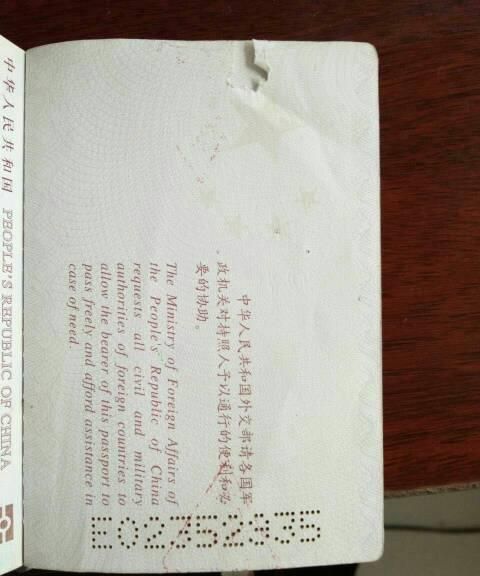 中华人民共和国外交部请各国军
政机关对持照人予以通行的便利和必
要的协助。
The Ministry of Foreign Affairs of
the People's Republic of China
requests all civil and military
authorities of foreign countries to
allow the bearer of this passport to
pass freely and afford assistance in
case of need.
中华人民共和国 PEOPLE'S REPUBLIC OF CHINA